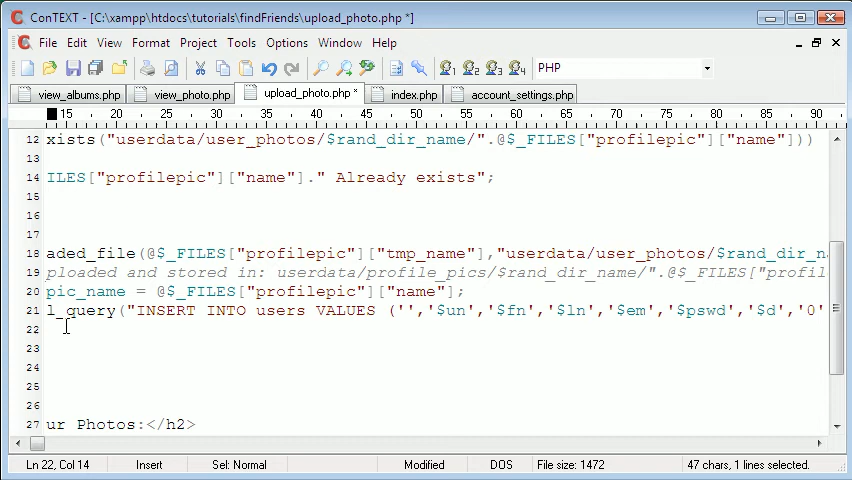 ConTEXT - [C:\xampp\htdocs\tutorials\findFriends\upload_photo.php *]
File Edit View Format Project Tools Options Window Help
1 2 3 4 PHP
view_albums.php view_photo.php upload_photo.php * index.php account_settings.php
15 20 25 30 35 40 45 50 55 60 65 70 75 80 85 90
12 xists("userdata/user_photos/$rand_dir_name/".@$_FILES["profilepic"]["name"]))
13
14 ILES["profilepic"]["name"]." Already exists";
15
16
17
18 aded_file(@$_FILES["profilepic"]["tmp_name"],"userdata/user_photos/$rand_dir_na
19 ploaded and stored in: userdata/profile_pics/$rand_dir_name/".@$_FILES["profil
20 pic_name = @$_FILES["profilepic"]["name"];
21 l_query("INSERT INTO users VALUES ('','$un','$fn','$ln','$em','$pswd','$d','0'
22
23
24
25
26
27 ur Photos:</h2>
Ln 22, Col 14 Insert Sel: Normal Modified DOS File size: 1472 47 chars, 1 lines selected.